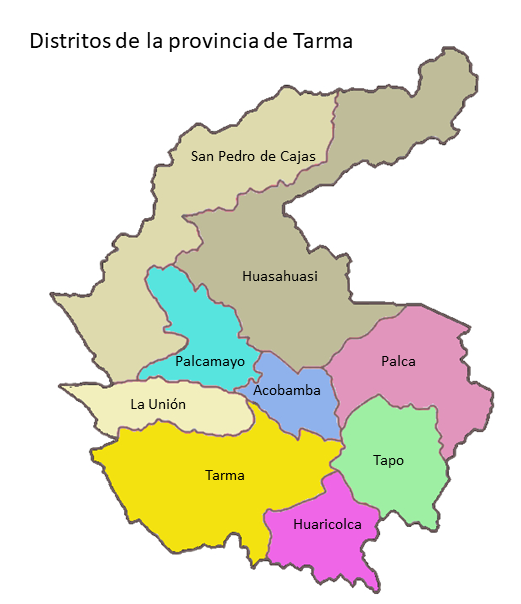 Distritos de la provincia de Tarma
San Pedro de Cajas
Huasahuasi
Palcamayo
Palca
Acobamba
La Unión
Tapo
Tarma
Huaricolca